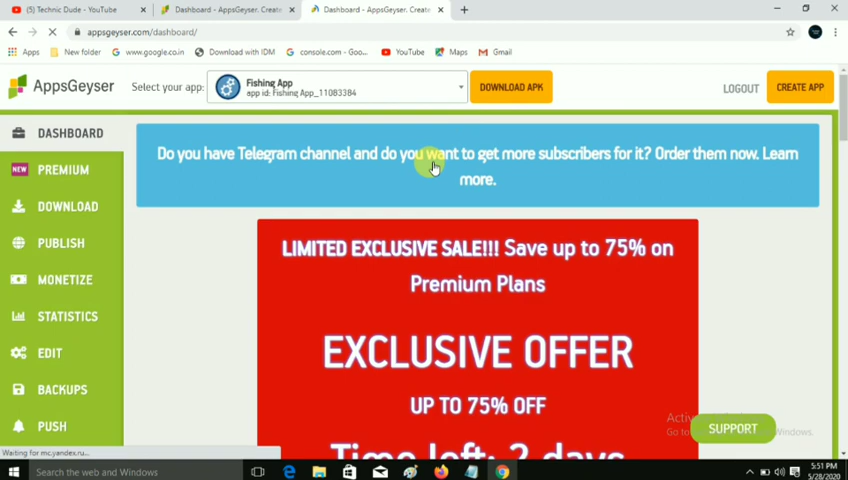 (5) Technic Dude - YouTube
Dashboard - AppsGeyser. Create
Dashboard - AppsGeyser. Create
appsgeyser.com/dashboard/
Apps
New folder
www.google.co.in
Download with IDM
console.com - Goo...
YouTube
Maps
Gmail
AppsGeyser
Select your app:
Fishing App
app id: Fishing App_11083384
DOWNLOAD APK
LOGOUT
CREATE APP
DASHBOARD
NEW PREMIUM
DOWNLOAD
PUBLISH
MONETIZE
STATISTICS
EDIT
BACKUPS
PUSH
Do you have Telegram channel and do you want to get more subscribers for it? Order them now. Learn
more.
LIMITED EXCLUSIVE SALE!!! Save up to 75% on
Premium Plans
EXCLUSIVE OFFER
UP TO 75% OFF
Time left: 2 days
SUPPORT
Waiting for mc.yandex.ru...
Search the web and Windows
5:51 PM
5/28/2020